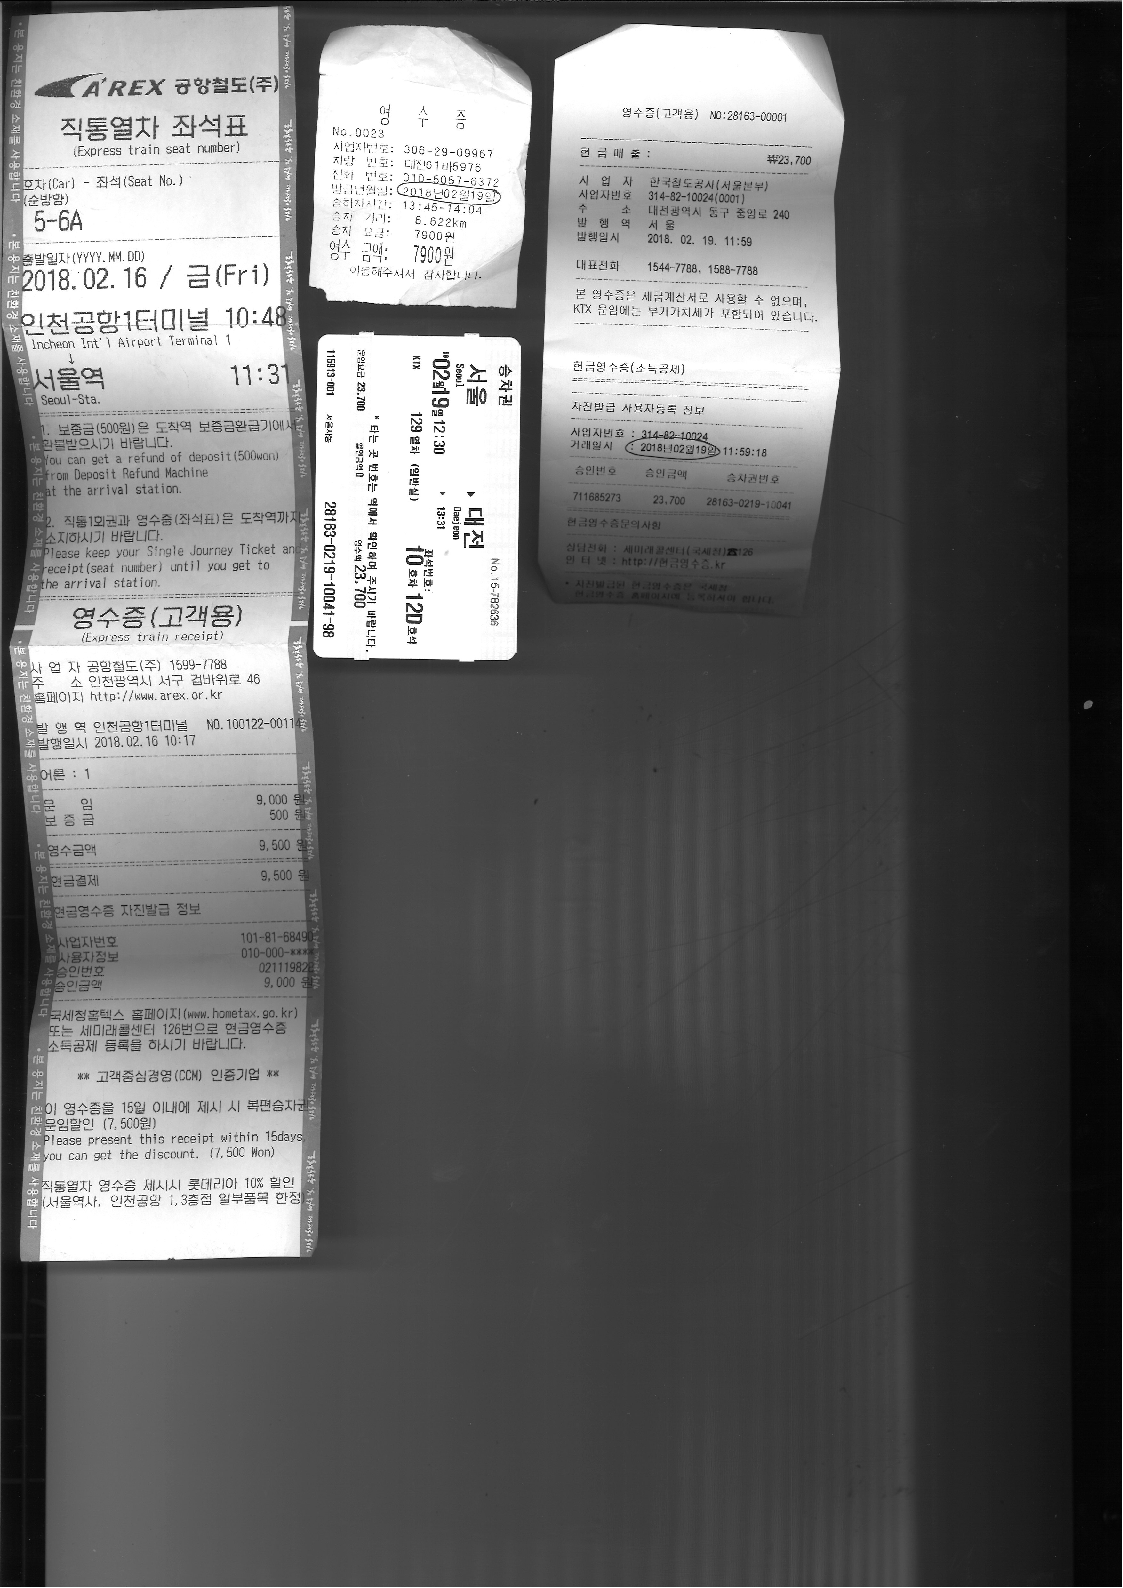 A'REX 공항철도(주)
직통열차 좌석표
(Express train seat number)
호차(Car) - 좌석(Seat No.)
(순방향)
5-6A
출발일자(YYYY.MM.DD)
2018.02.16 / 금(Fri)
인천공항1터미널 10:48
Incheon Int'l Airport Terminal 1
↓
서울역 11:31
Seoul-Sta.
1. 보증금(500원)은 도착역 보증금환급기에서
환불받으시기 바랍니다.
You can get a refund of deposit(500won)
from Deposit Refund Machine
at the arrival station.
2. 직통1회권과 영수증(좌석표)은 도착역까지
소지하시기 바랍니다.
Please keep your Single Journey Ticket and
receipt(seat number) until you get to
the arrival station.
영수증(고객용)
(Express train receipt)
사 업 자 공항철도(주) 1599-7788
주 소 인천광역시 서구 검바위로 46
홈페이지 http://www.arex.or.kr
발 행 역 인천공항1터미널 NO.100122-0011
발행일시 2018.02.16 10:17
어른 : 1
운 임 9,000 원
보 증 금 500 원
영수금액 9,500 원
현금결제 9,500 원
현금영수증 자진발급 정보
사업자번호 101-81-68490
사용자정보 010-000-****
승인번호 02111982
승인금액 9,000 원
국세청홈텍스 홈페이지(www.hometax.go.kr)
또는 세미래콜센터 126번으로 현금영수증
소득공제 등록을 하시기 바랍니다.
** 고객중심경영(CCM) 인증기업 **
이 영수증을 15일 이내에 제시 시 복편승차권
운임할인 (7,500원)
Please present this receipt within 15days,
you can get the discount. (7,500 Won)
직통열차 영수증 제시시 롯데리아 10% 할인
(서울역사, 인천공항 1,3층점 일부품목 한정)
본 용지는 친환경 소재를 사용합니다
영 수 증
No.0023
사업자번호: 306-29-09967
차량 번호: 대전61바5975
전화 번호: 010-5057-6372
발급년월일: 2018년02월19일
승하차시간: 13:46-14:04
승차 거리: 6.622km
승차 요금: 7900원
영수 금액: 7900원
이용해주셔서 감사합니다.
승차권
No. 15-782636
서울 ▶ 대전
Seoul Daejeon
02월19일 12:30 ▶ 13:31
KTX 129 열차 (일반실) 좌석번호:
10 호차 12D 호석
* 타는 곳 번호는 역에서 확인하여 주시기 바랍니다.
운임요금 23,700 할인금액 0 영수액 23,700
115913-001 서울시청 28163-0219-10041-98
영수증(고객용) NO:28163-00001
현 금 매 출 : ₩23,700
사 업 자 한국철도공사(서울본부)
사업자번호 314-82-10024(0001)
주 소 대전광역시 동구 중앙로 240
발 행 역 서 울
발행일시 2018. 02. 19. 11:59
대표전화 1544-7788, 1588-7788
본 영수증은 세금계산서로 사용할 수 없으며,
KTX 운임에는 부가가치세가 포함되어 있습니다.
현금영수증(소득공제)
자진발급 사용자등록 정보
사업자번호 : 314-82-10024
거래일시 : 2018년02월19일 11:59:18
승인번호 승인금액 승차권번호
711685273 23,700 28163-0219-10041
현금영수증문의사항
상담전화 : 세미래콜센터(국세청)☎126
인 터 넷 : http://현금영수증.kr
* 자진발급된 현금영수증은 국세청
현금영수증 홈페이지에 등록하셔야 합니다.